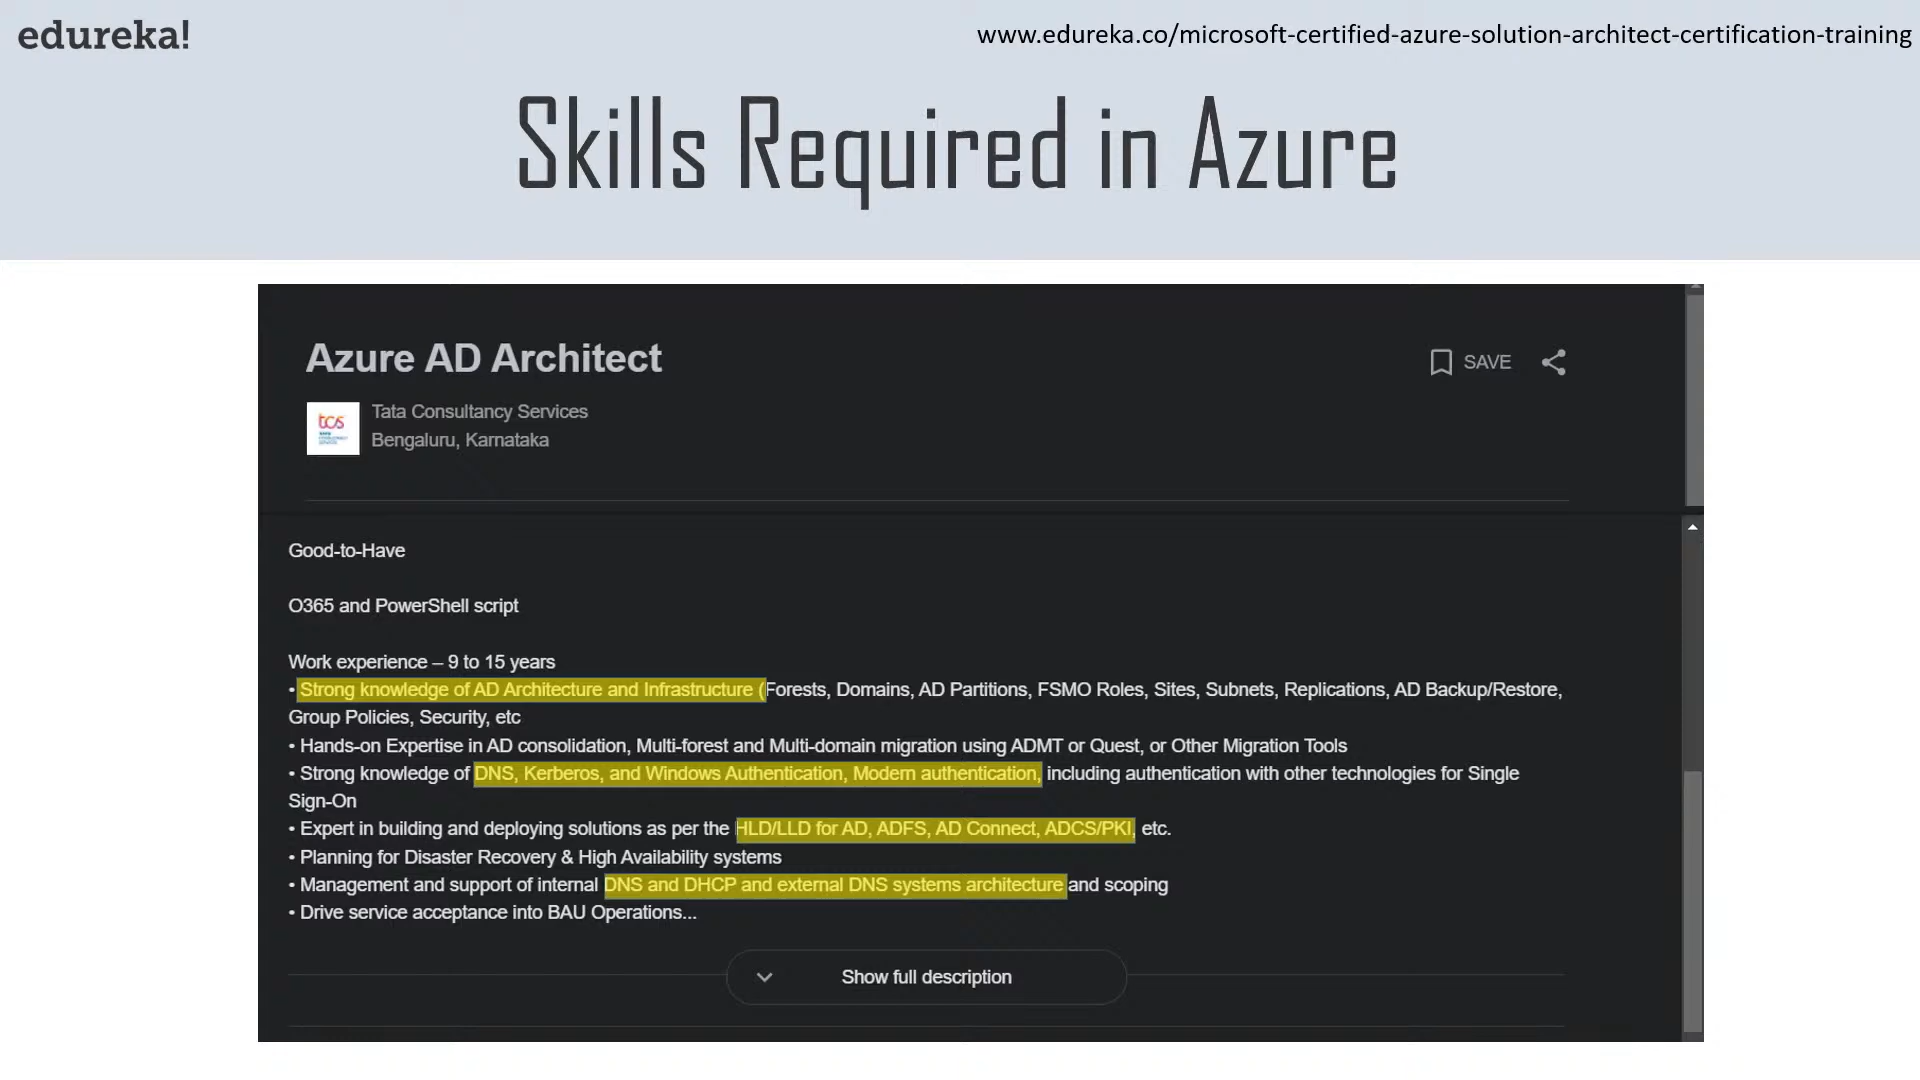 edureka!
www.edureka.co/microsoft-certified-azure-solution-architect-certification-training
Skills Required in Azure
Azure AD Architect
SAVE
tcs
Tata Consultancy Services
Bengaluru, Karnataka
Good-to-Have
O365 and PowerShell script
Work experience – 9 to 15 years
• Strong knowledge of AD Architecture and Infrastructure (Forests, Domains, AD Partitions, FSMO Roles, Sites, Subnets, Replications, AD Backup/Restore,
Group Policies, Security, etc
• Hands-on Expertise in AD consolidation, Multi-forest and Multi-domain migration using ADMT or Quest, or Other Migration Tools
• Strong knowledge of DNS, Kerberos, and Windows Authentication, Modern authentication, including authentication with other technologies for Single
Sign-On
• Expert in building and deploying solutions as per the HLD/LLD for AD, ADFS, AD Connect, ADCS/PKI, etc.
• Planning for Disaster Recovery & High Availability systems
• Management and support of internal DNS and DHCP and external DNS systems architecture and scoping
• Drive service acceptance into BAU Operations...
Show full description